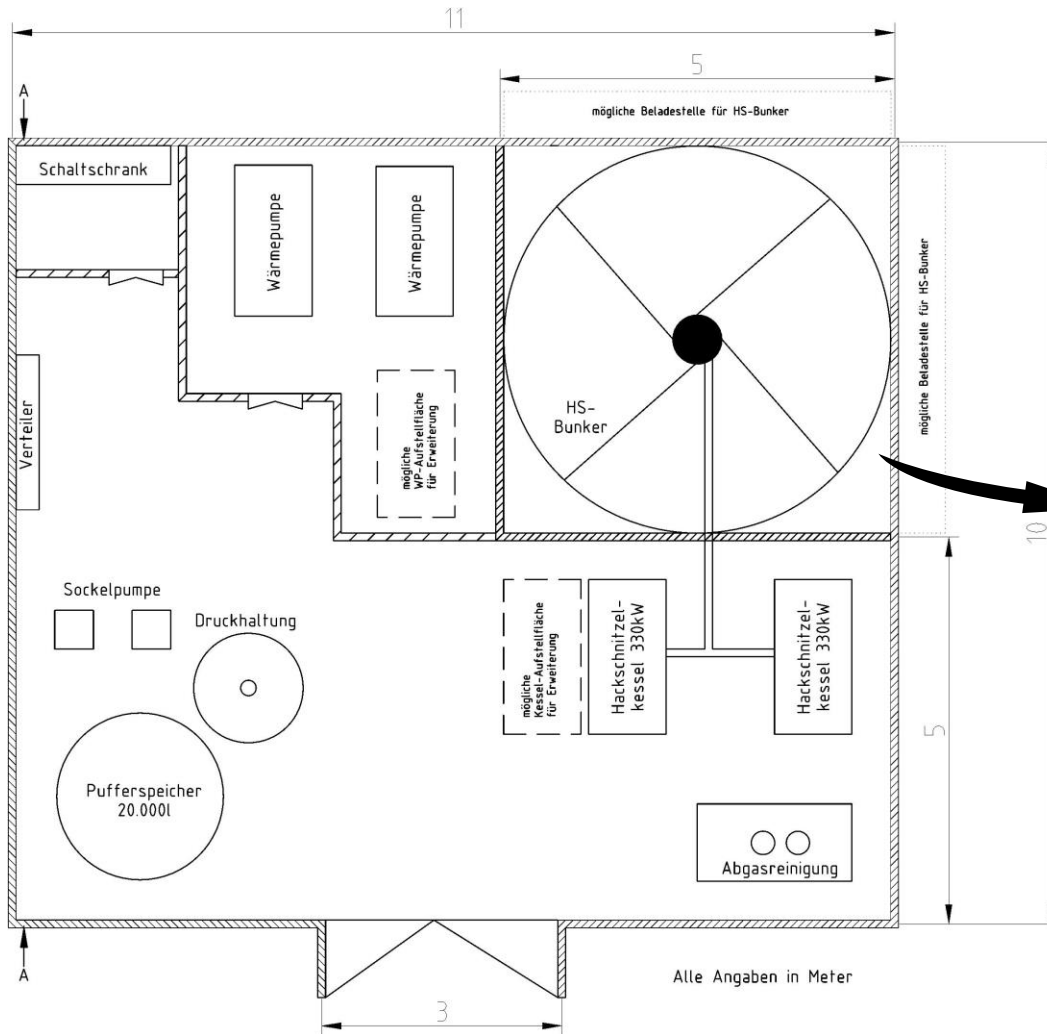 11
5
A
mögliche Beladestelle für HS-Bunker
Schaltschrank
Wärmepumpe
Wärmepumpe
mögliche Beladestelle für HS-Bunker
Verteiler
mögliche
WP-Aufstellfläche
für Erweiterung
HS-
Bunker
10
Sockelpumpe
Druckhaltung
mögliche
Kessel-Aufstellfläche
für Erweiterung
Hackschnitzel-
kessel 330kW
Hackschnitzel-
kessel 330kW
5
Pufferspeicher
20.000l
Abgasreinigung
A
Alle Angaben in Meter
3